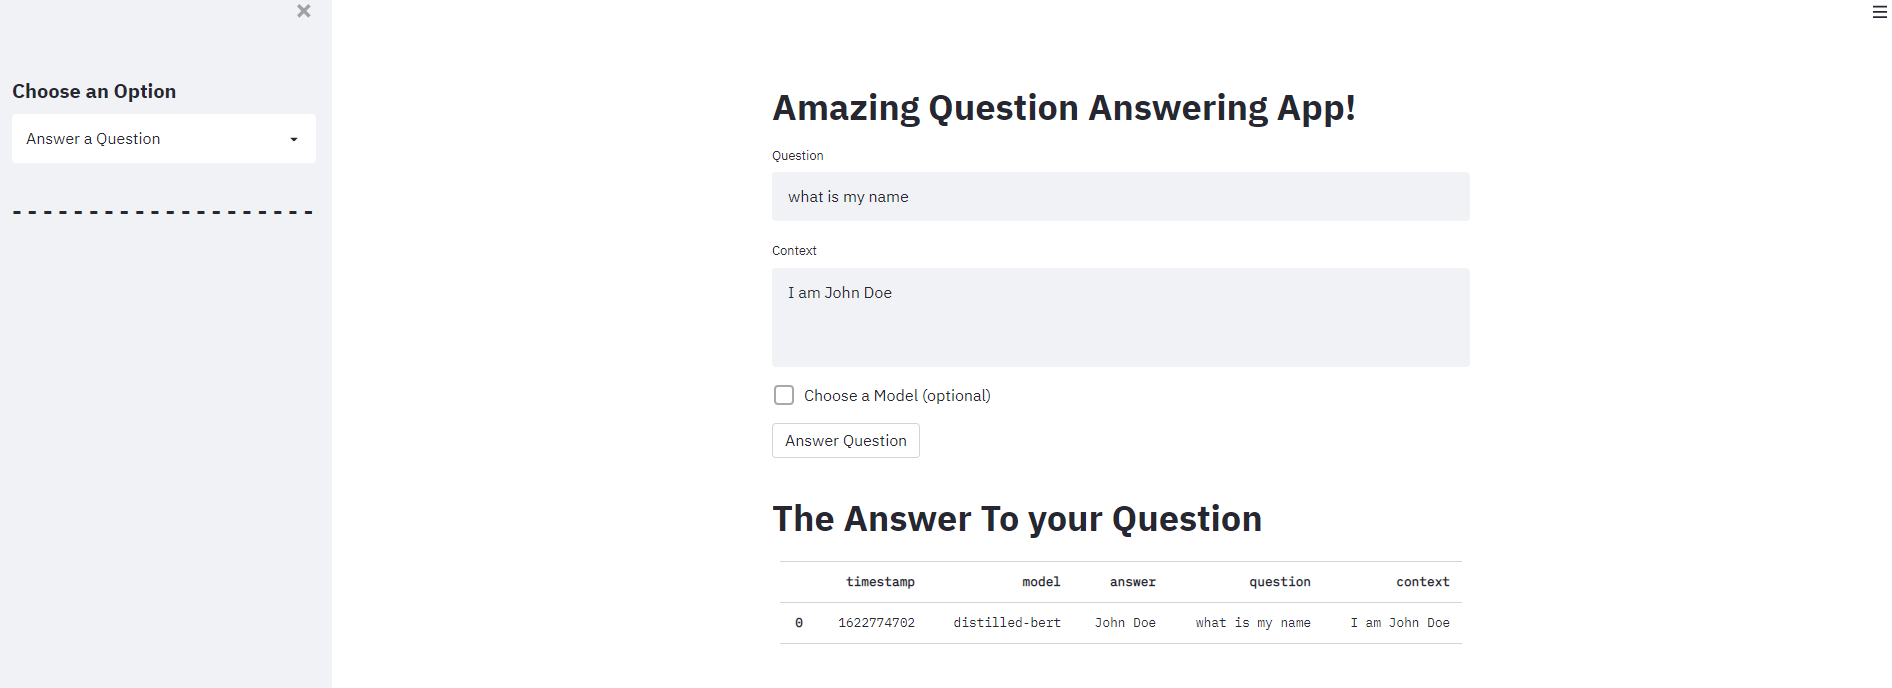 Choose an Option
Answer a Question
--------------------
Amazing Question Answering App!
Question
what is my name
Context
I am John Doe
Choose a Model (optional)
Answer Question
The Answer To your Question
timestamp model answer question context
0 1622774702 distilled-bert John Doe what is my name I am John Doe